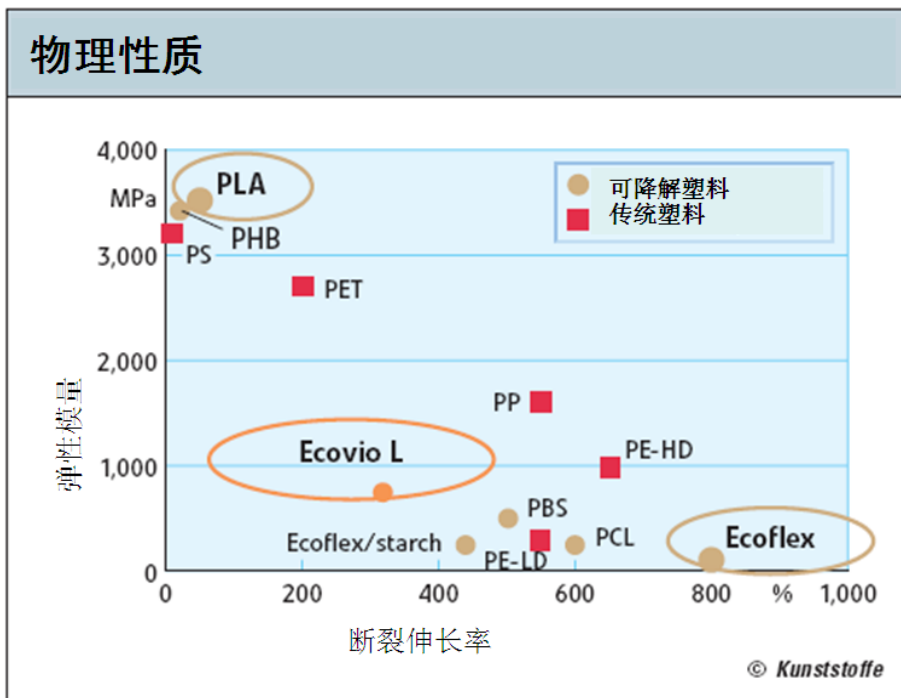 物理性质
4,000
MPa
3,000
2,000
1,000
0
弹性模量
PLA
PHB
PS
PET
可降解塑料
传统塑料
PP
PE-HD
Ecovio L
PBS
Ecoflex/starch
PE-LD
PCL
Ecoflex
0
200
400
600
800
%
1,000
断裂伸长率
© Kunststoffe